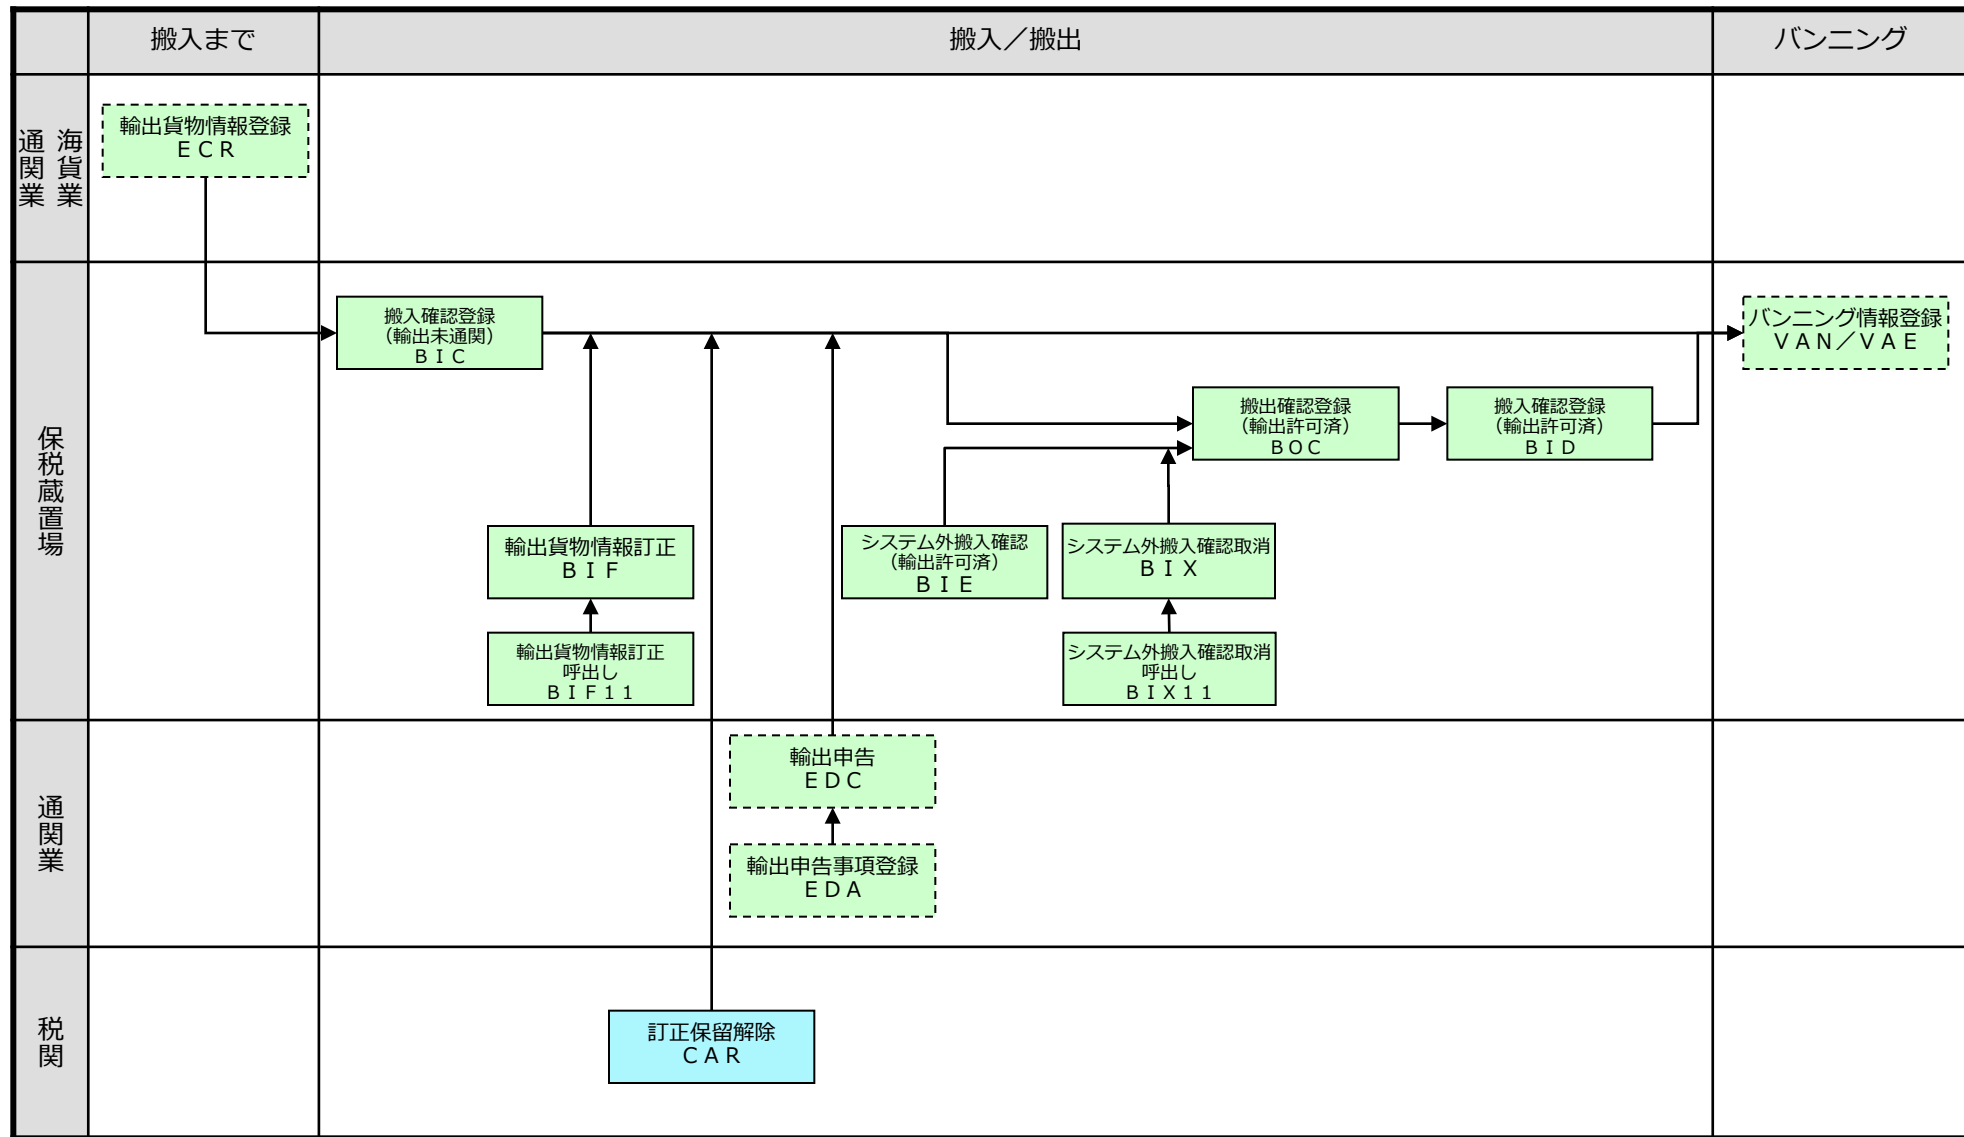 搬入まで
搬入／搬出
バンニング
海貨業
通関業
輸出貨物情報登録
ＥＣＲ
保税蔵置場
搬入確認登録
（輸出未通関）
ＢＩＣ
バンニング情報登録
ＶＡＮ／ＶＡＥ
搬出確認登録
（輸出許可済）
ＢＯＣ
搬入確認登録
（輸出許可済）
ＢＩＤ
輸出貨物情報訂正
ＢＩＦ
システム外搬入確認
（輸出許可済）
ＢＩＥ
システム外搬入確認取消
ＢＩＸ
輸出貨物情報訂正
呼出し
ＢＩＦ１１
システム外搬入確認取消
呼出し
ＢＩＸ１１
通関業
輸出申告
ＥＤＣ
輸出申告事項登録
ＥＤＡ
税関
訂正保留解除
ＣＡＲ